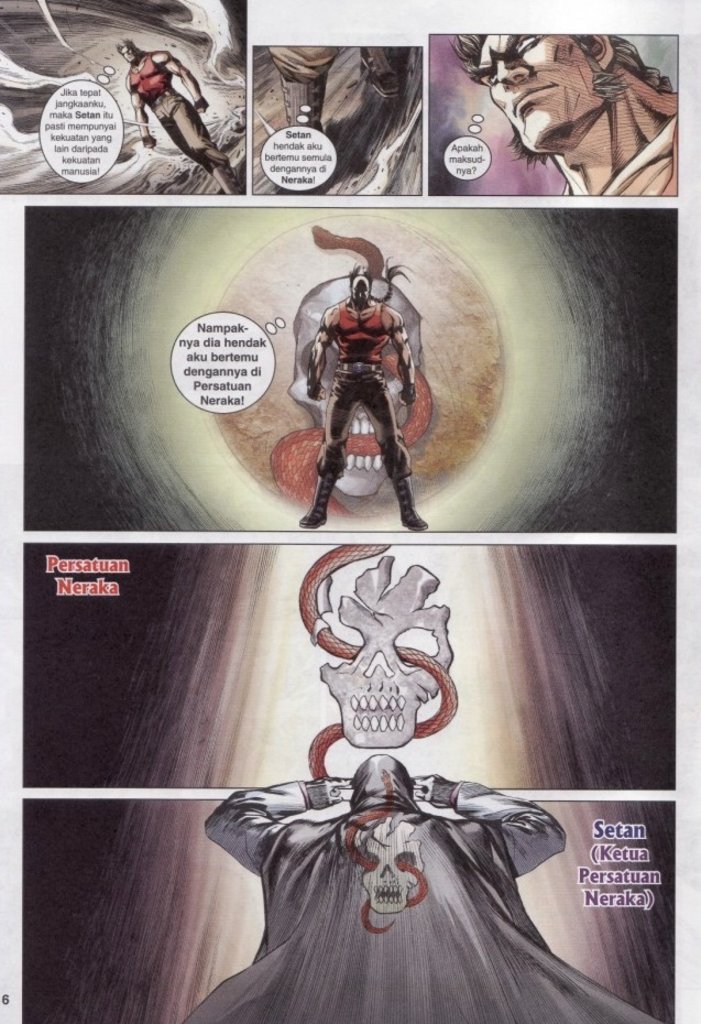 Jika tepat
jangkaanku,
maka Setan itu
pasti mempunyai
kekuatan yang
lain daripada
kekuatan
manusia!
Setan
hendak aku
bertemu semula
dengannya di
Neraka!
Apakah
maksud-
nya?
Nampak-
nya dia hendak
aku bertemu
dengannya di
Persatuan
Neraka!
Persatuan
Neraka
Setan
(Ketua
Persatuan
Neraka)
6